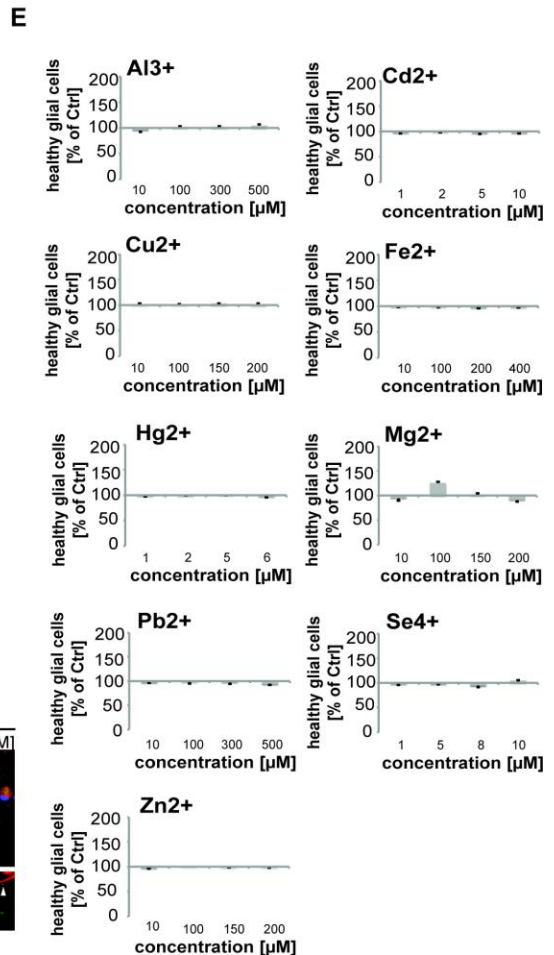 E
Al3+
healthy glial cells
[% of Ctrl]
200
150
100
50
0
10 100 300 500
concentration [µM]
Cd2+
healthy glial cells
[% of Ctrl]
200
150
100
50
0
1 2 5 10
concentration [µM]
Cu2+
healthy glial cells
[% of Ctrl]
200
150
100
50
0
10 100 150 200
concentration [µM]
Fe2+
healthy glial cells
[% of Ctrl]
200
150
100
50
0
10 100 200 400
concentration [µM]
Hg2+
healthy glial cells
[% of Ctrl]
200
150
100
50
0
1 2 5 6
concentration [µM]
Mg2+
healthy glial cells
[% of Ctrl]
200
150
100
50
0
10 100 150 200
concentration [µM]
Pb2+
healthy glial cells
[% of Ctrl]
200
150
100
50
0
10 100 300 500
concentration [µM]
Se4+
healthy glial cells
[% of Ctrl]
200
150
100
50
0
1 5 8 10
concentration [µM]
M]
Zn2+
healthy glial cells
[% of Ctrl]
200
150
100
50
0
10 100 150 200
concentration [µM]